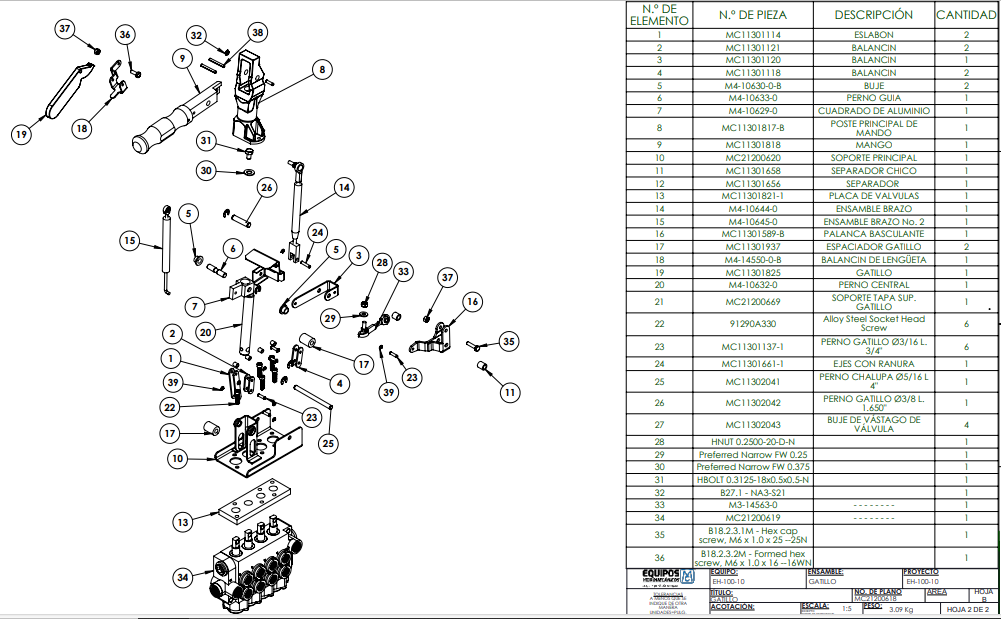 37
36
32
38
9
8
19
18
31
30
26
14
5
24
15
6
5
3
28
33
37
16
7
29
20
2
1
35
39
17
4
39
23
11
22
23
17
25
10
13
34
N.º DE ELEMENTO N.º DE PIEZA DESCRIPCIÓN CANTIDAD
1 MC11301114 ESLABON 2
2 MC11301121 BALANCIN 2
3 MC11301120 BALANCIN 1
4 MC11301118 BALANCIN 2
5 M4-10630-0-B BUJE 2
6 M4-10633-0 PERNO GUIA 1
7 M4-10629-0 CUADRADO DE ALUMINIO 1
8 MC11301817-B POSTE PRINCIPAL DE MANDO 1
9 MC11301818 MANGO 1
10 MC21200620 SOPORTE PRINCIPAL 1
11 MC11301658 SEPARADOR CHICO 1
12 MC11301656 SEPARADOR 1
13 MC11301821-1 PLACA DE VALVULAS 1
14 M4-10644-0 ENSAMBLE BRAZO 1
15 M4-10645-0 ENSAMBLE BRAZO No. 2 1
16 MC11301589-B PALANCA BASCULANTE 1
17 MC11301937 ESPACIADOR GATILLO 2
18 M4-14550-0-B BALANCIN DE LENGÜETA 1
19 MC11301825 GATILLO 1
20 M4-10632-0 PERNO CENTRAL 1
21 MC21200669 SOPORTE TAPA SUP. GATILLO 1
22 91290A330 Alloy Steel Socket Head Screw 6
23 MC11301137-1 PERNO GATILLO Ø3/16 L. 3/4" 6
24 MC11301661-1 EJES CON RANURA 1
25 MC11302041 PERNO CHALUPA Ø5/16 L 4" 1
26 MC11302042 PERNO GATILLO Ø3/8 L. 1.650" 1
27 MC11302043 BUJE DE VÁSTAGO DE VÁLVULA 4
28 HNUT 0.2500-20-D-N 1
29 Preferred Narrow FW 0.25 1
30 Preferred Narrow FW 0.375 1
31 HBOLT 0.3125-18x0.5x0.5-N 1
32 B27.1 - NA3-S21 1
33 M3-14563-0 - - - - - - - - 1
34 MC21200619 - - - - - - - - 1
35 B18.2.3.1M - Hex cap screw, M6 x 1.0 x 25 --25N 1
36 B18.2.3.2M - Formed hex screw, M6 x 1.0 x 16 --16WN 1
EQUIPOS
HIDROMECÁNICOS
EQUIPO:
EH-100-10
ENSAMBLE:
GATILLO
PROYECTO
EH-100-10
TOLERANCIAS
A MENOS QUE SE
INDIQUE DE OTRA
MANERA
TÍTULO:
GATILLO
NO. DE PLANO
MC21200618
AREA
HOJA
B
ACOTACIÓN:
ESCALA:
1:5
PESO:
3.09 Kg
HOJA 2 DE 2